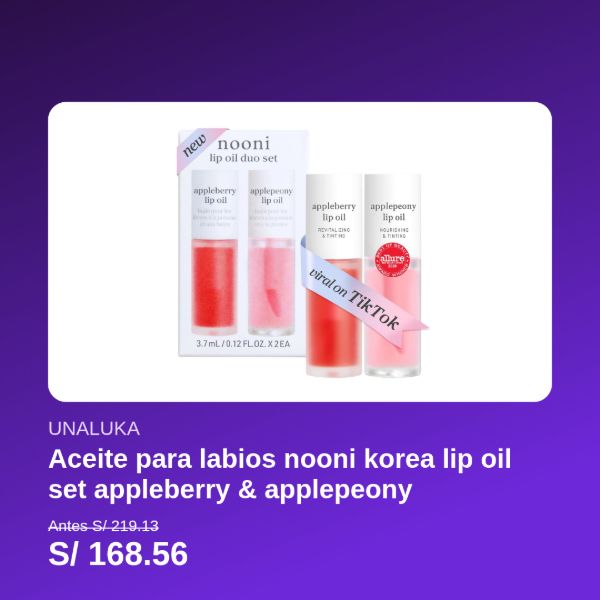 new
nooni
lip oil duo set
appleberry
lip oil
applepeony
lip oil
3.7 mL / 0.12 FL.OZ. X 2 EA
appleberry
lip oil
REVITALIZING
& TINTING
applepeony
lip oil
NOURISHING
& TINTING
allure
viral on TikTok
UNALUKA
Aceite para labios nooni korea lip oil
set appleberry & applepeony
Antes S/ 219.13
S/ 168.56